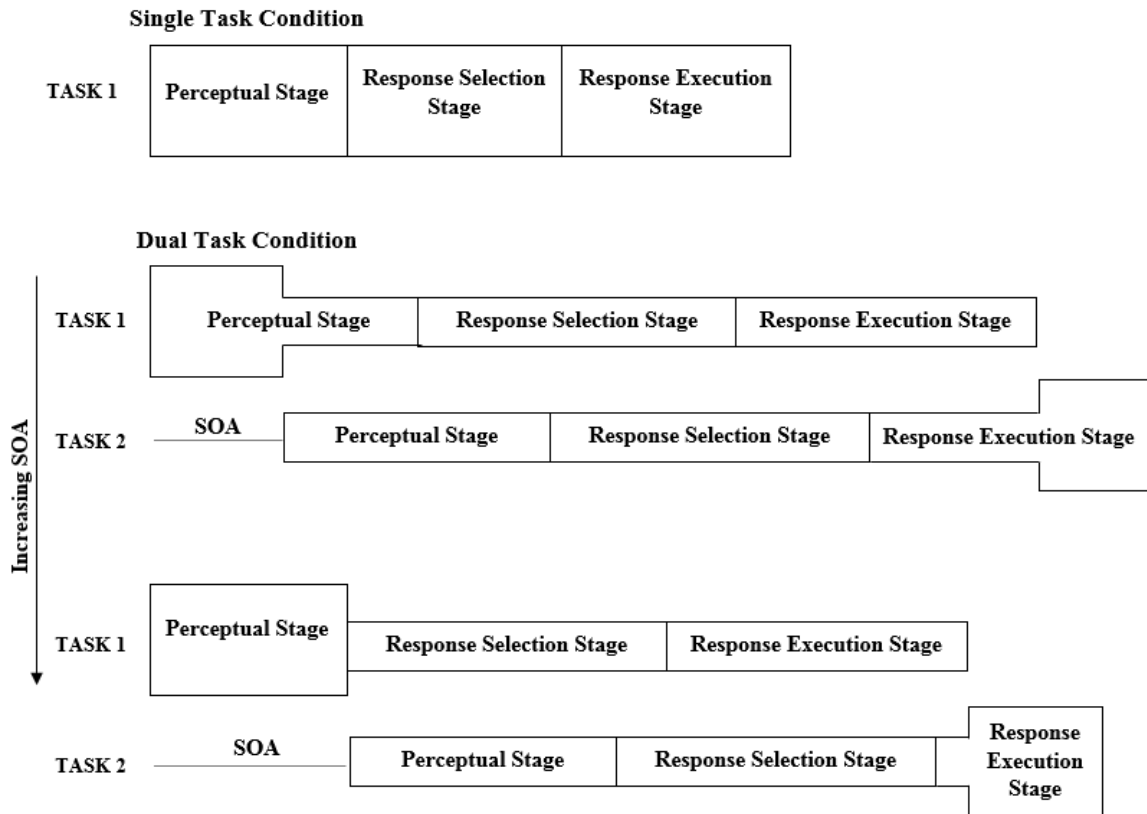 Single Task Condition
TASK 1
Perceptual Stage
Response Selection
Stage
Response Execution
Stage
Dual Task Condition
Increasing SOA
TASK 1
Perceptual Stage
Response Selection Stage
Response Execution Stage
TASK 2
SOA
Perceptual Stage
Response Selection Stage
Response Execution Stage
TASK 1
Perceptual Stage
Response Selection Stage
Response Execution Stage
TASK 2
SOA
Perceptual Stage
Response Selection Stage
Response
Execution
Stage